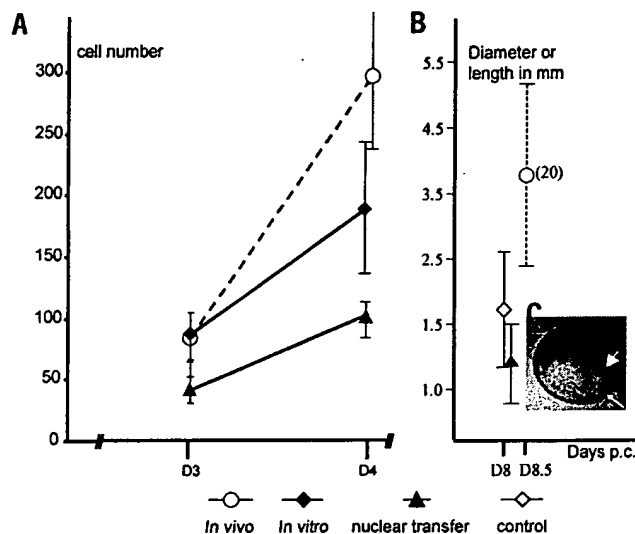 A
cell number
300
250
200
150
100
50
0
D3
D4
B
Diameter or
length in mm
5.5
4.5
3.5
2.5
1.5
1.0
(20)
D8
D8.5
Days p.c.
In vivo
In vitro
nuclear transfer
control